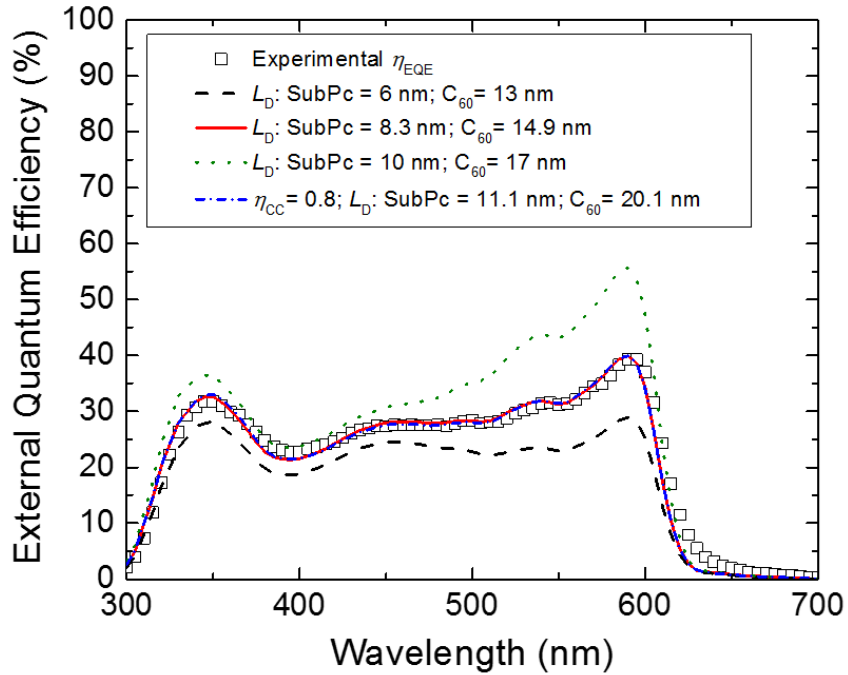 External Quantum Efficiency (%)
100
90
80
70
60
50
40
30
20
10
0
Experimental ηEQE
LD: SubPc = 6 nm; C60= 13 nm
LD: SubPc = 8.3 nm; C60= 14.9 nm
LD: SubPc = 10 nm; C60= 17 nm
ηCC= 0.8; LD: SubPc = 11.1 nm; C60= 20.1 nm
300 400 500 600 700
Wavelength (nm)